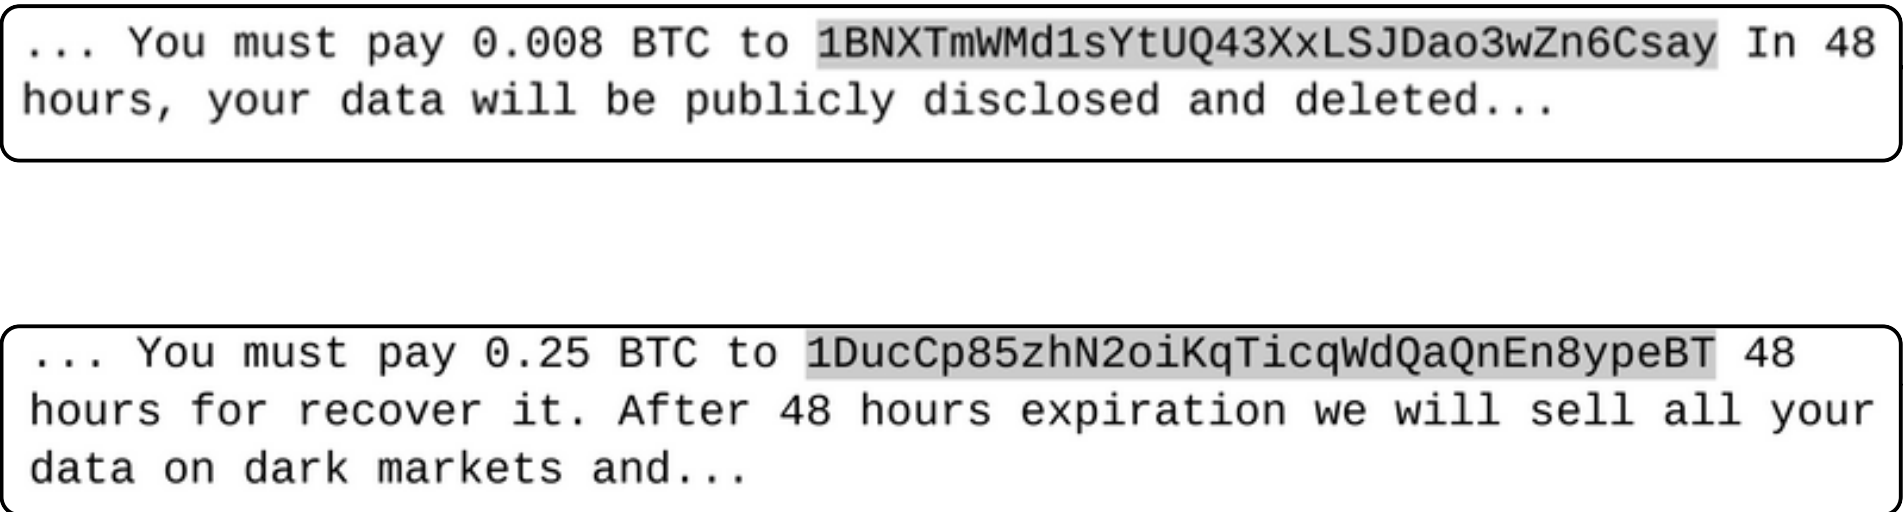 ... You must pay 0.008 BTC to 1BNXTmWMd1sYtUQ43XxLSJDao3wZn6Csay In 48
hours, your data will be publicly disclosed and deleted...
... You must pay 0.25 BTC to 1DucCp85zhN2oiKqTicqWdQaQnEn8ypeBT 48
hours for recover it. After 48 hours expiration we will sell all your
data on dark markets and...